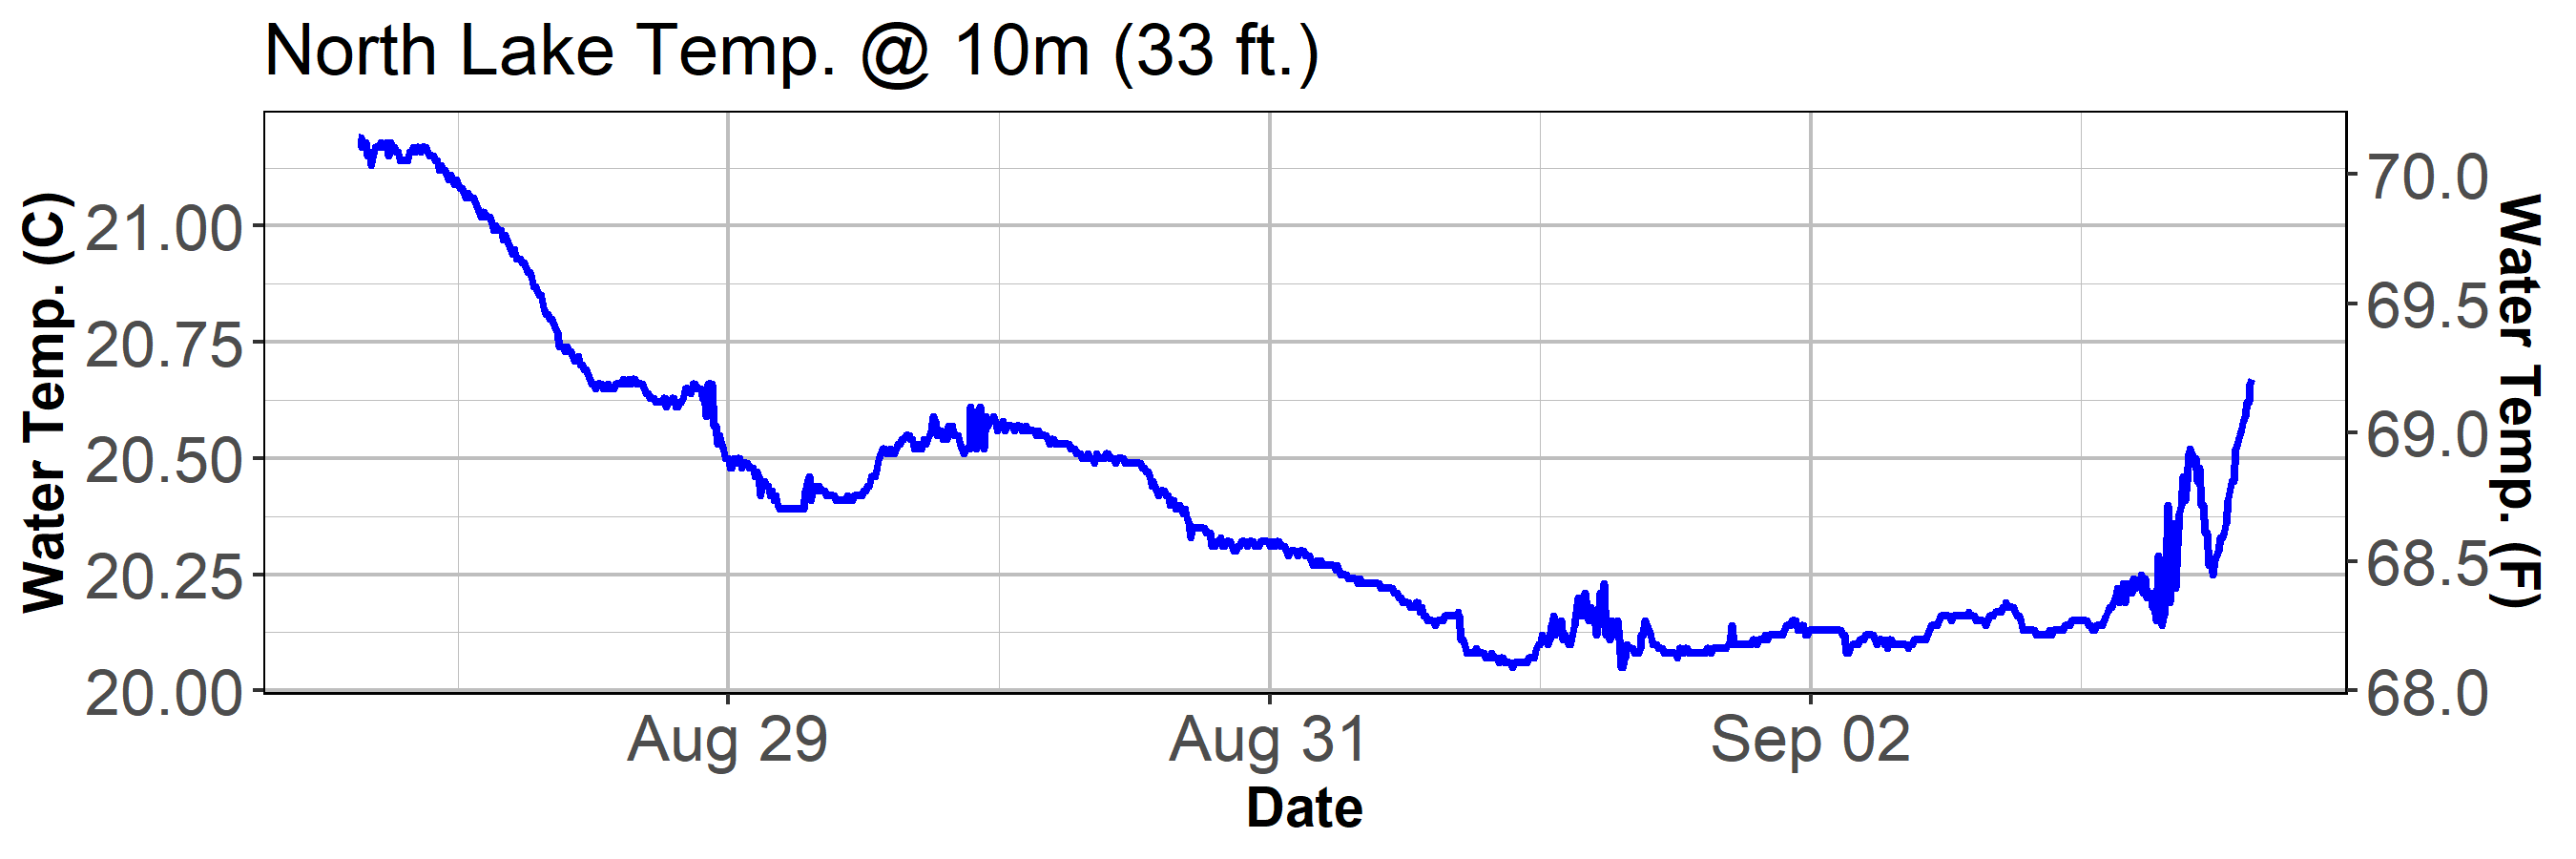 North Lake Temp. @ 10m (33 ft.)
Water Temp. (C)
21.00
20.75
20.50
20.25
20.00
70.0
69.5
69.0
68.5
68.0
Water Temp. (F)
Aug 29
Aug 31
Sep 02
Date